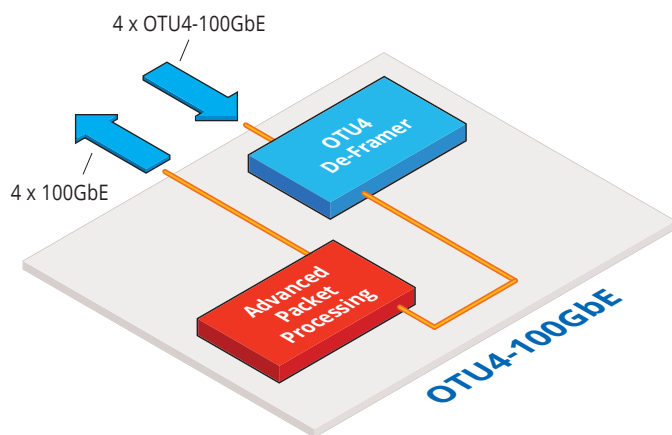 4 x OTU4-100GbE
4 x 100GbE
OTU4
De-Framer
Advanced
Packet
Processing
OTU4-100GbE